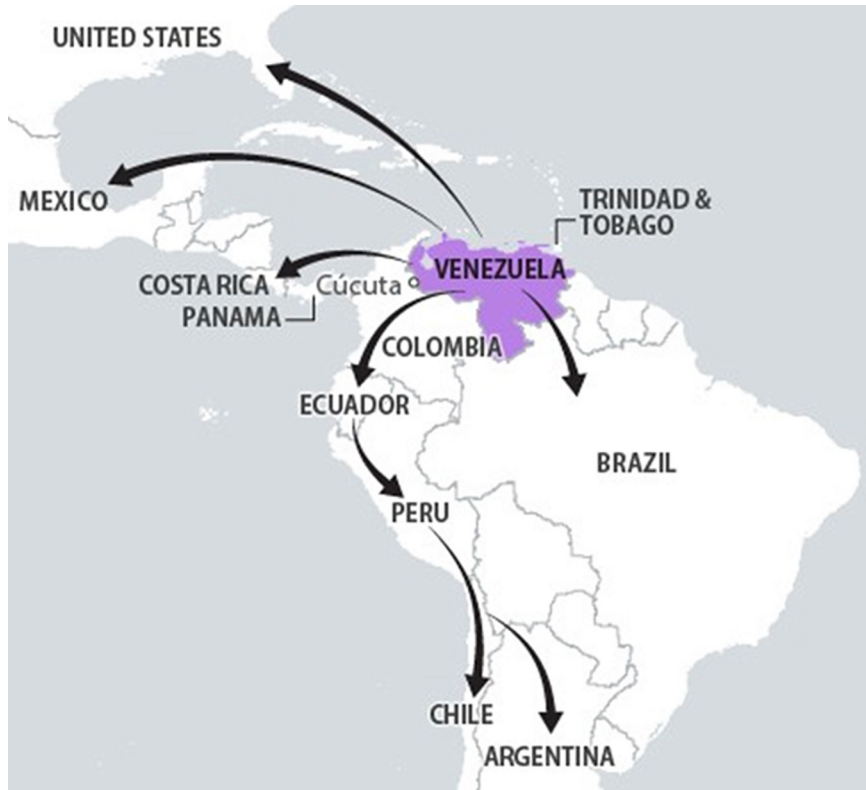 UNITED STATES
MEXICO
TRINIDAD &
TOBAGO
VENEZUELA
COSTA RICA
Cúcuta
PANAMA
COLOMBIA
ECUADOR
BRAZIL
PERU
CHILE
ARGENTINA